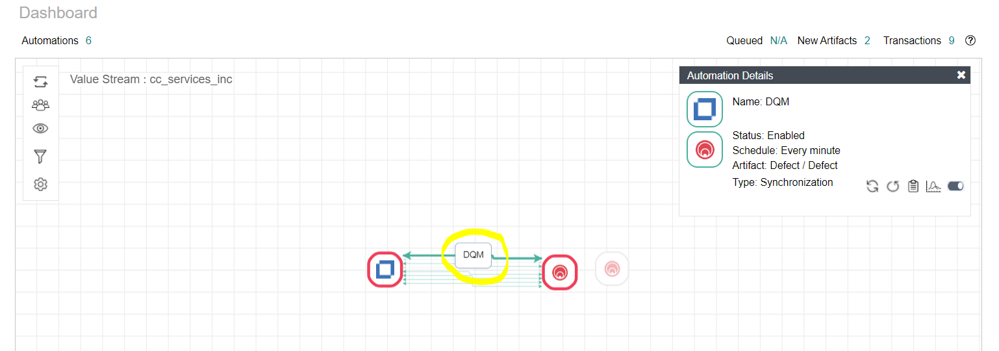 Dashboard
Automations 6
Queued N/A New Artifacts 2 Transactions 9
Value Stream : cc_services_inc
Automation Details
Name: DQM
Status: Enabled
Schedule: Every minute
Artifact: Defect / Defect
Type: Synchronization
DQM